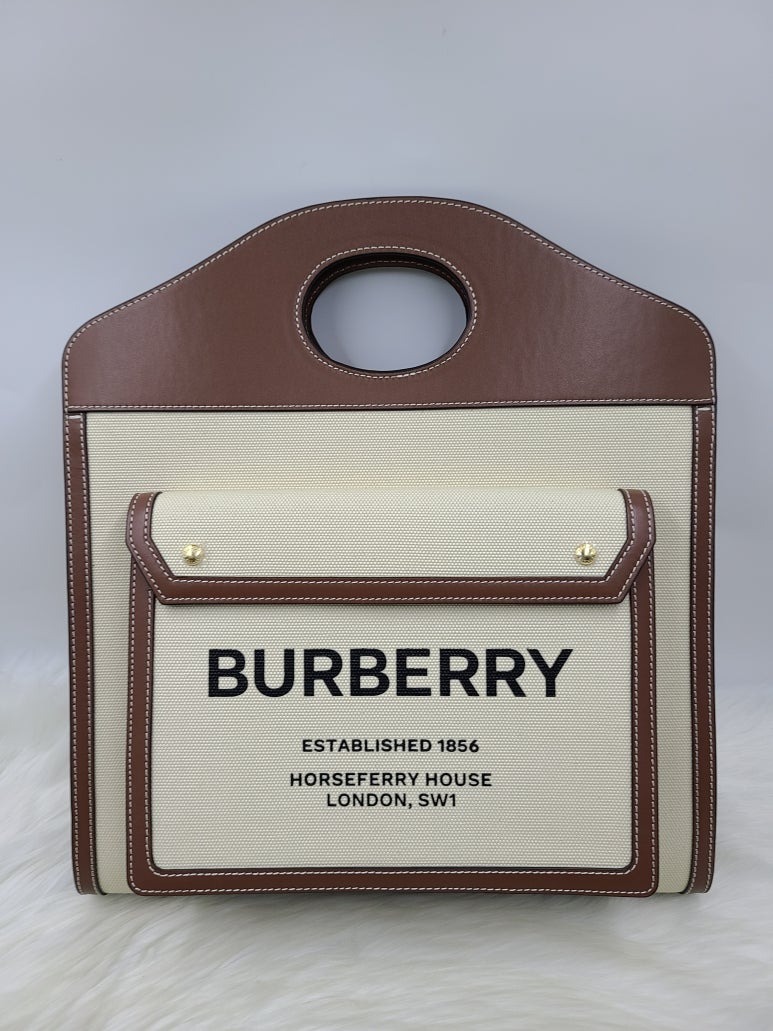 BURBERRY
ESTABLISHED 1856
HORSEFERRY HOUSE
LONDON, SW1